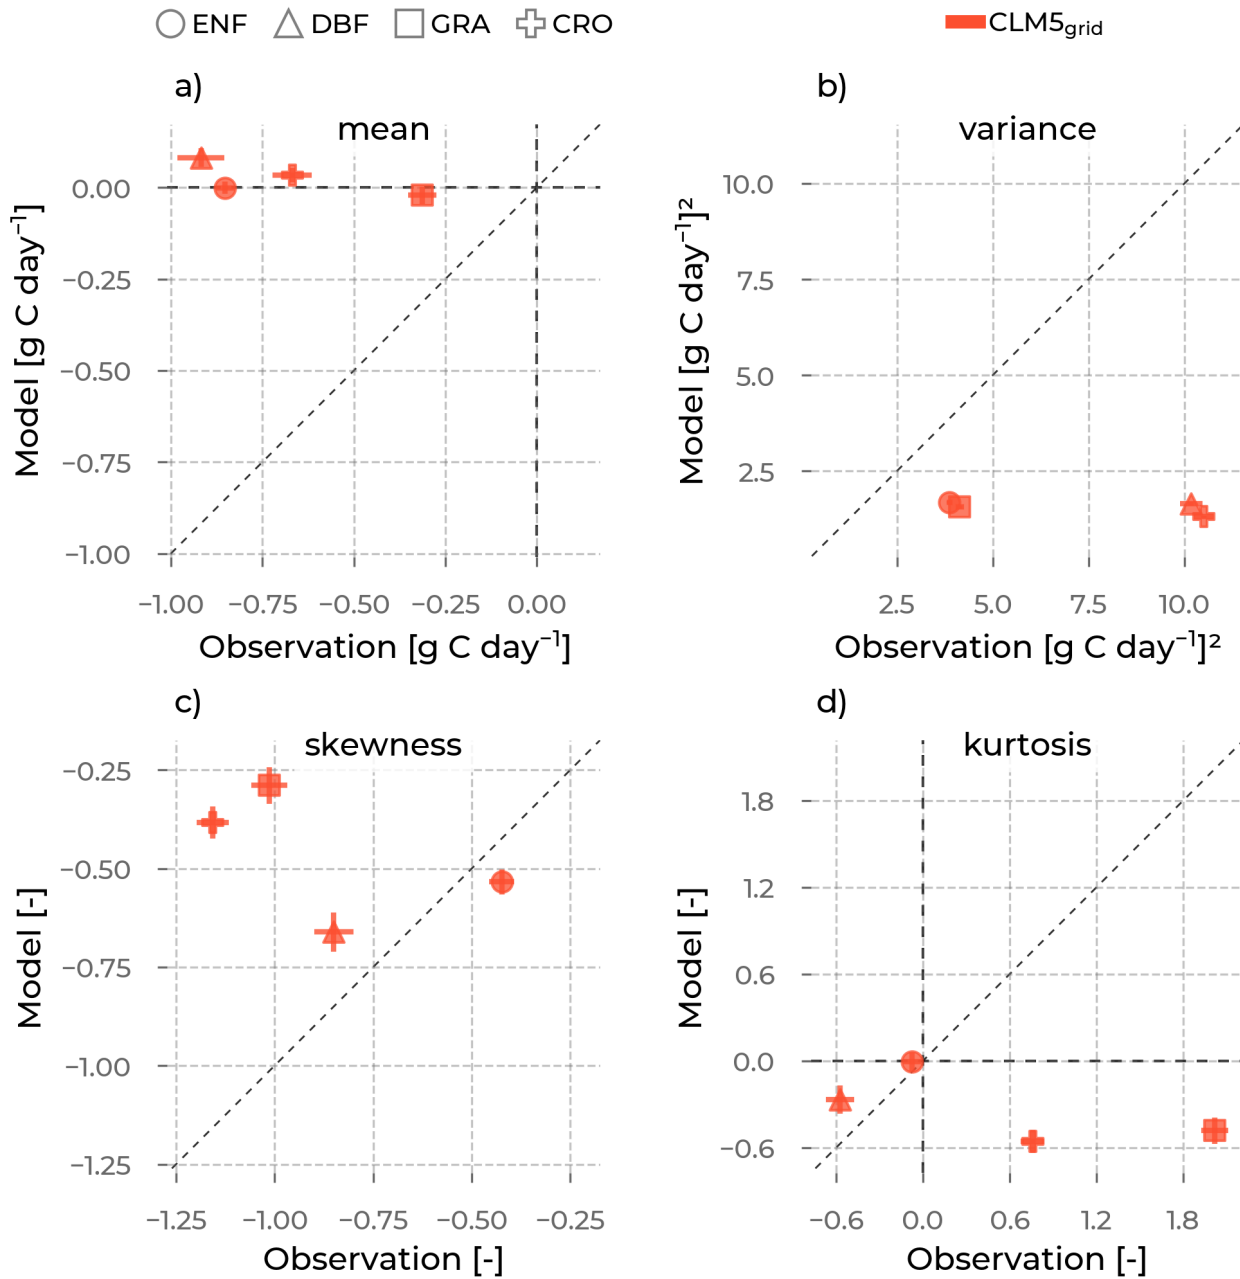 ENF DBF GRA CRO CLM5grid
a) b)
mean variance
0.00
−0.25
−0.50
−0.75
−1.00
Model [g C day⁻¹]
−1.00 −0.75 −0.50 −0.25 0.00
Observation [g C day⁻¹]
10.0
7.5
5.0
2.5
Model [g C day⁻¹]²
2.5 5.0 7.5 10.0
Observation [g C day⁻¹]²
c) d)
skewness kurtosis
−0.25
−0.50
−0.75
−1.00
−1.25
Model [-]
−1.25 −1.00 −0.75 −0.50 −0.25
Observation [-]
1.8
1.2
0.6
0.0
−0.6
Model [-]
−0.6 0.0 0.6 1.2 1.8
Observation [-]